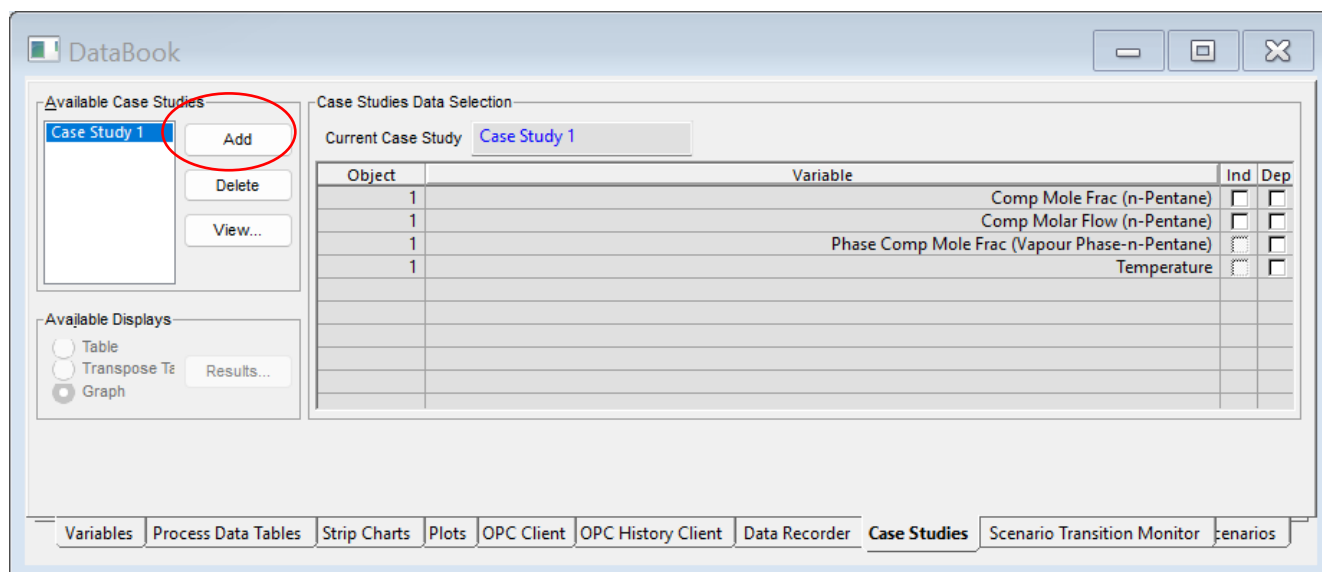 DataBook
Available Case Studies
Case Study 1
Add
Delete
View...
Available Displays
Table
Transpose Ta
Graph
Results...
Case Studies Data Selection
Current Case Study Case Study 1
Object Variable Ind Dep
1 Comp Mole Frac (n-Pentane)
1 Comp Molar Flow (n-Pentane)
1 Phase Comp Mole Frac (Vapour Phase-n-Pentane)
1 Temperature
Variables Process Data Tables Strip Charts Plots OPC Client OPC History Client Data Recorder Case Studies Scenario Transition Monitor cenarios